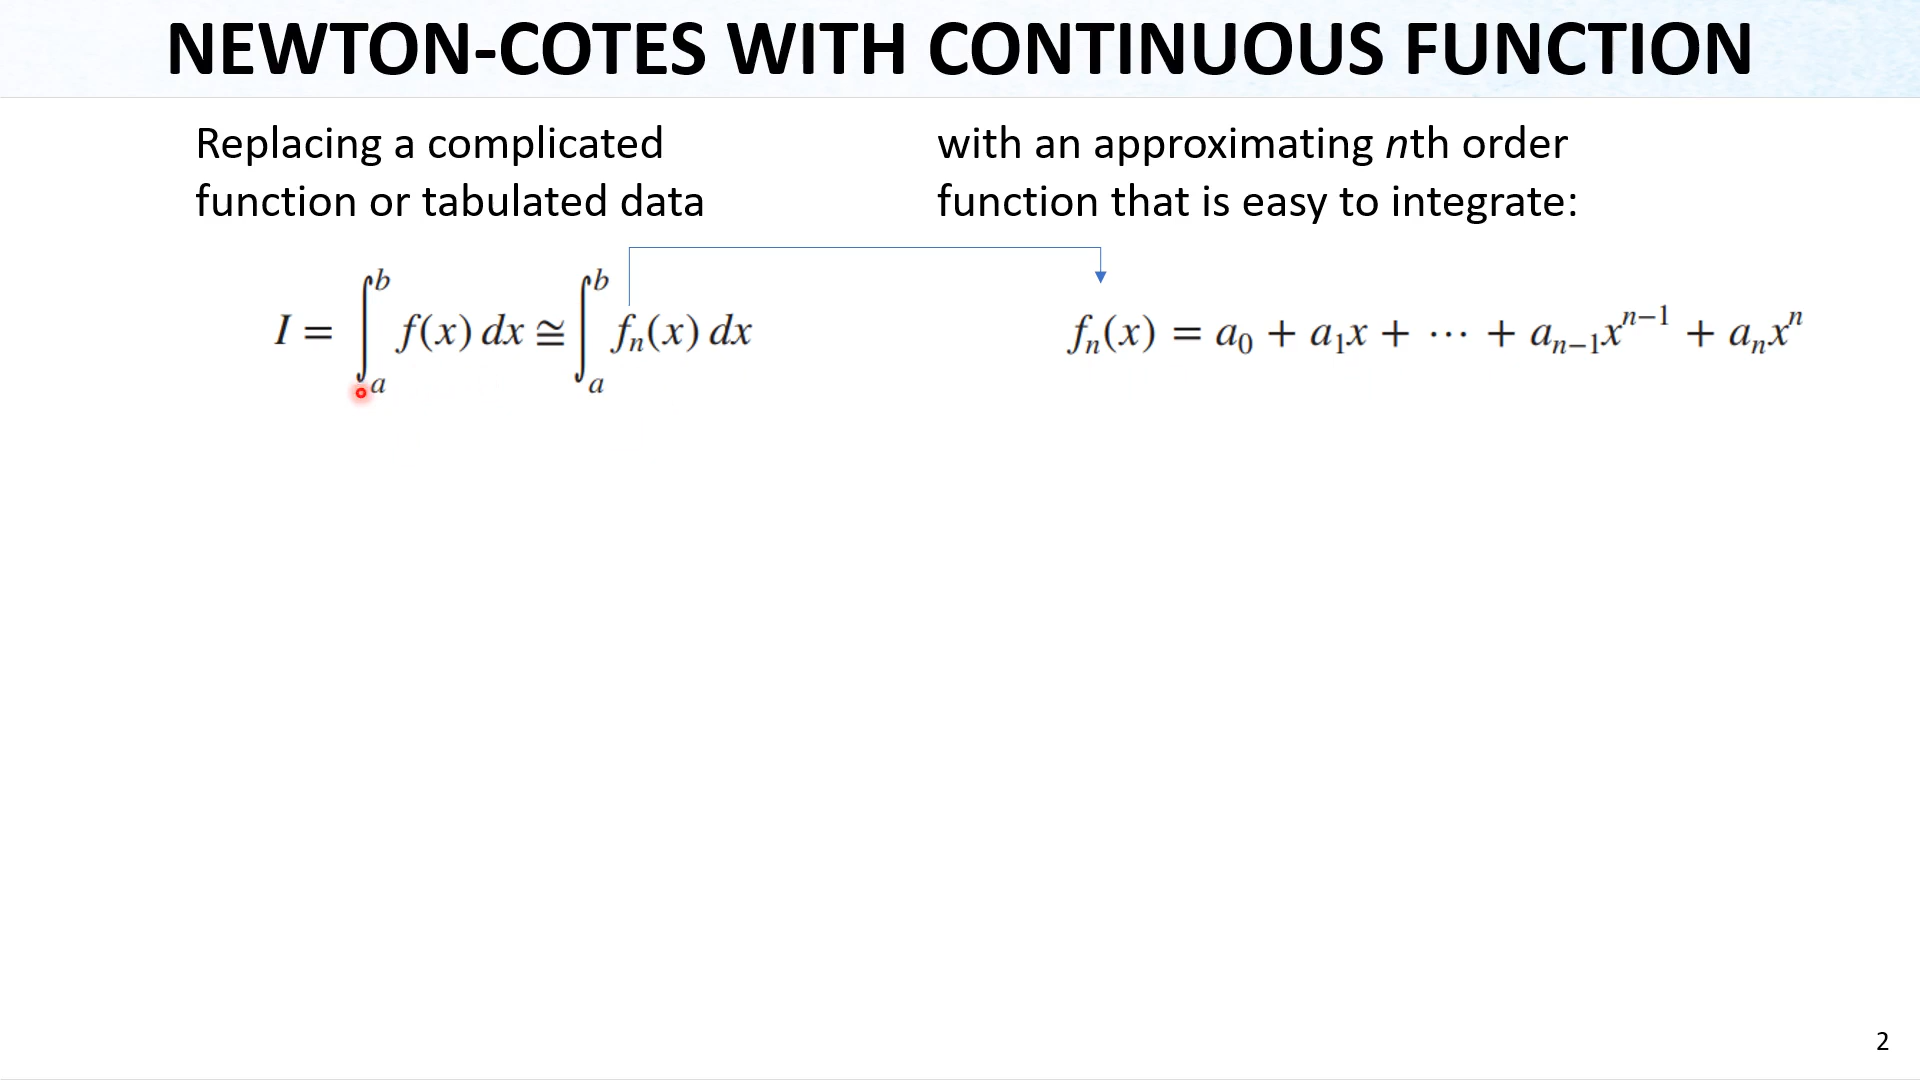 NEWTON-COTES WITH CONTINUOUS FUNCTION
Replacing a complicated
function or tabulated data
with an approximating nth order
function that is easy to integrate:
I = ∫_a^b f(x) dx ≅ ∫_a^b f_n(x) dx
f_n(x) = a_0 + a_1x + ⋯ + a_{n−1}x^{n−1} + a_nx^n
2